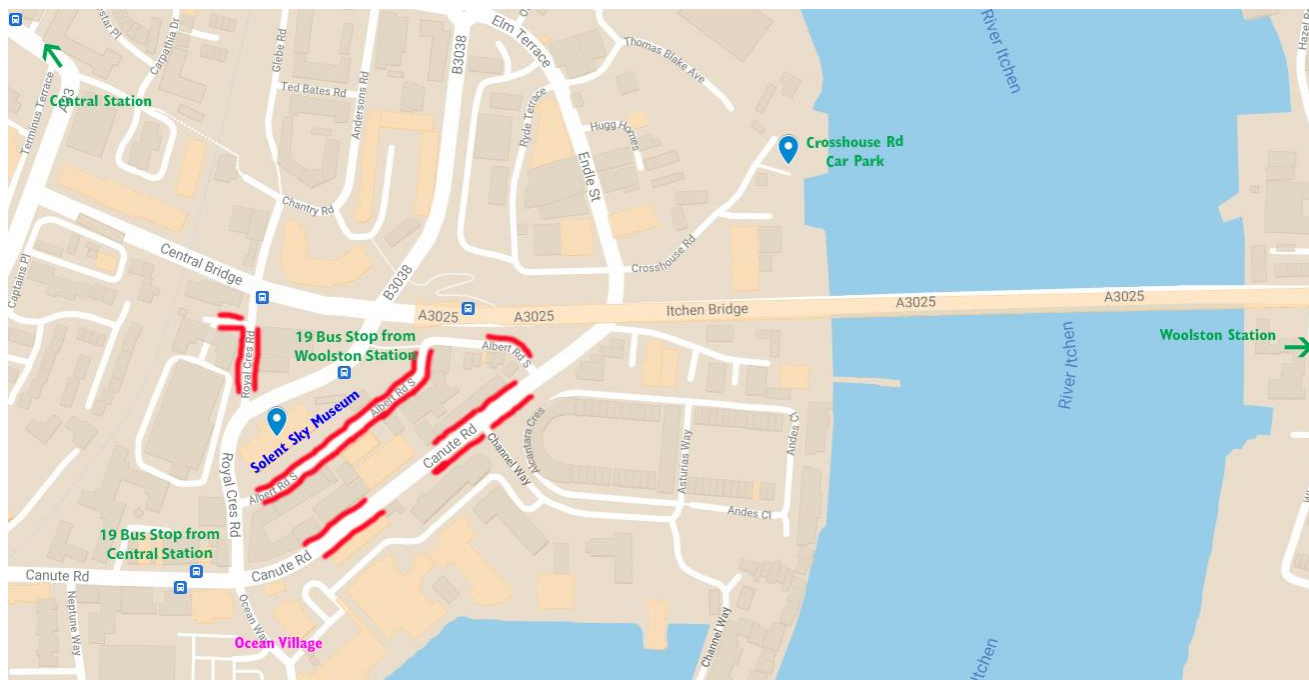 Elm Terrace
River Itchen
Carpathia Dr
Glebe Rd
B3038
Thomas Blake Ave
Terminus Terrace
Central Station
Ted Bates Rd
Andersons Rd
Ryde Terrace
Hugg Homes
Endle St
Crosshouse Rd
Car Park
Chantry Rd
Captains Pl
Central Bridge
B3038
Crosshouse Rd
A3025
A3025
Itchen Bridge
A3025
A3025
19 Bus Stop from
Woolston Station
Royal Cres Rd
Albert Rd S
River Itchen
Woolston Station
Solent Sky Museum
Albert Rd S
Canute Rd
Channel Way
Alcantara Cres
Asturias Way
Andes Cl
Albert Rd S
Royal Cres Rd
Andes Cl
19 Bus Stop from
Central Station
Canute Rd
Canute Rd
Neptune Way
Ocean Way
Ocean Village
Channel Way